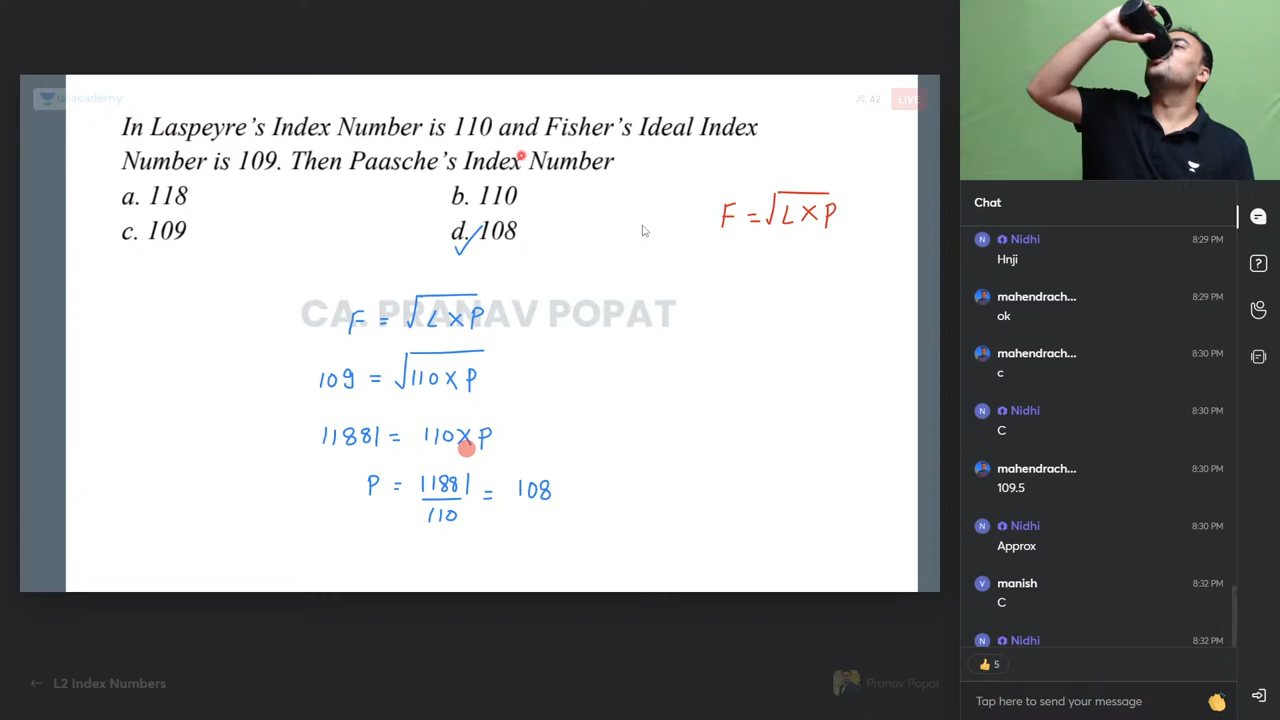 unacademy
42
LIVE
In Laspeyre's Index Number is 110 and Fisher's Ideal Index
Number is 109. Then Paasche's Index Number
a. 118
b. 110
c. 109
d. 108
F = √L X P
CA. PRANAV POPAT
F = √L X P
109 = √110 X P
11881 = 110 X P
P = 11881/110 = 108
L2 Index Numbers
Pranav Popat
Chat
Nidhi 8:29 PM
Hnji
mahendrach... 8:29 PM
ok
mahendrach... 8:30 PM
c
Nidhi 8:30 PM
C
mahendrach... 8:30 PM
109.5
Nidhi 8:30 PM
Approx
manish 8:32 PM
C
Nidhi 8:32 PM
5
Tap here to send your message